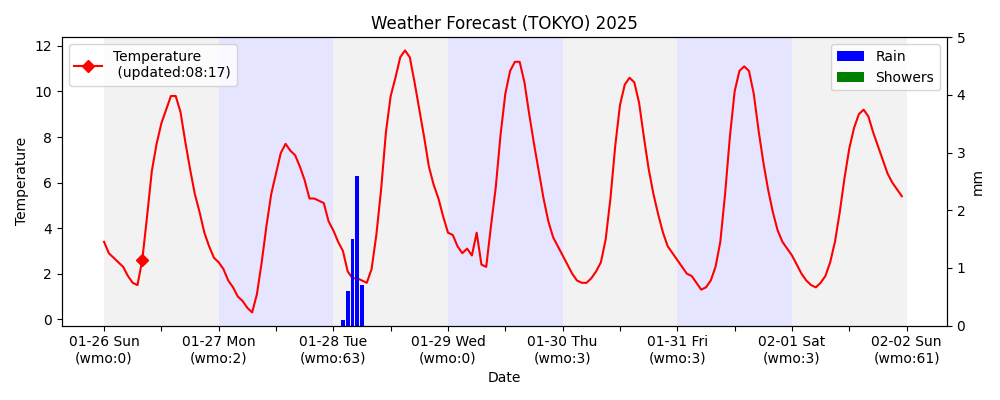 Weather Forecast (TOKYO) 2025
Temperature
(updated:08:17)
Rain
Showers
12
10
8
6
4
2
0
Temperature
5
4
3
2
1
0
mm
01-26 Sun 01-27 Mon 01-28 Tue 01-29 Wed 01-30 Thu 01-31 Fri 02-01 Sat 02-02 Sun
(wmo:0) (wmo:2) (wmo:63) (wmo:0) (wmo:3) (wmo:3) (wmo:3) (wmo:61)
Date